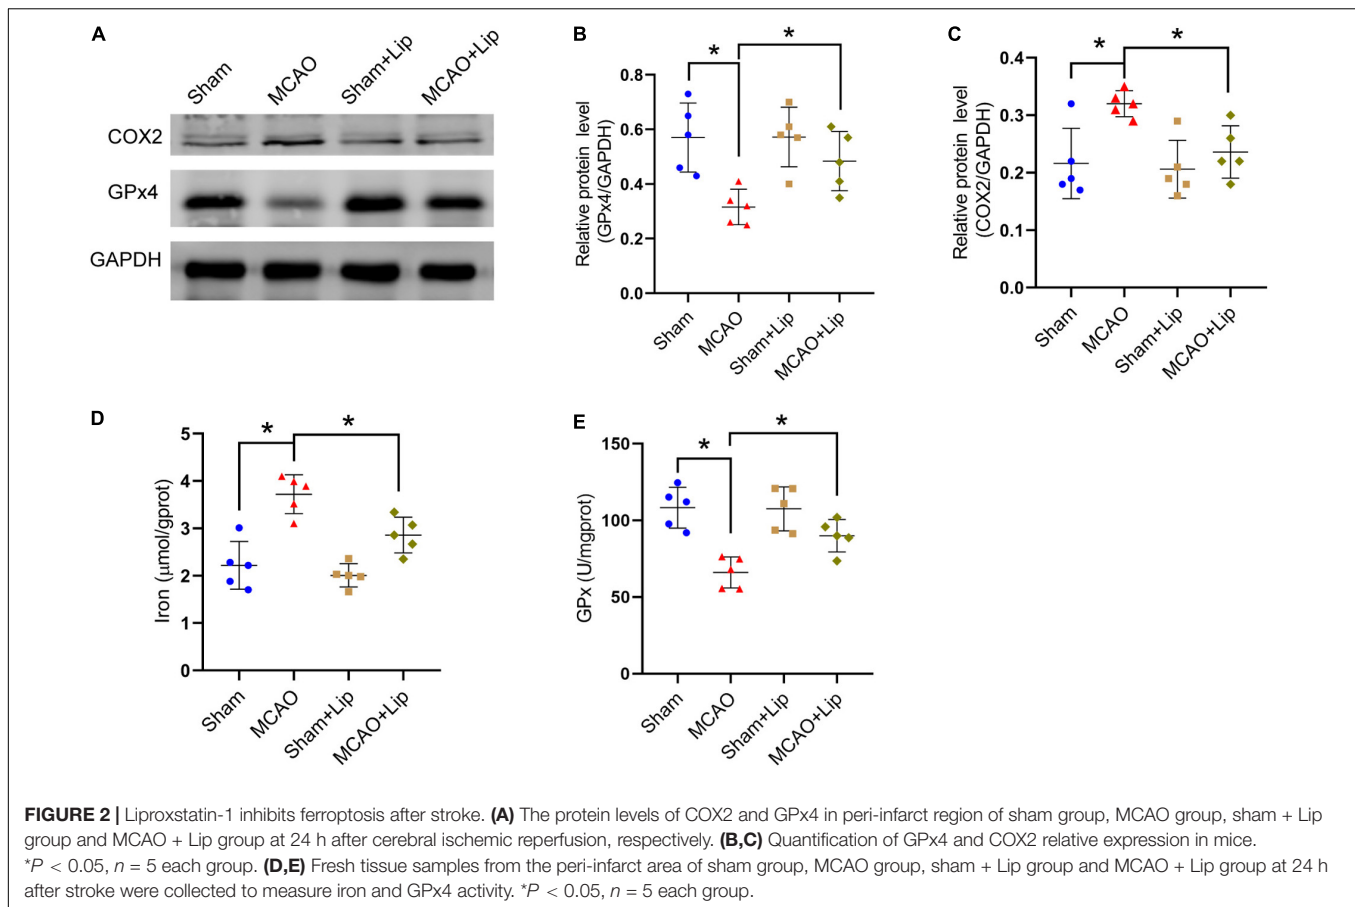 A
Sham
MCAO
Sham+Lip
MCAO+Lip
COX2
GPx4
GAPDH
B
*
*
Relative protein level
(GPx4/GAPDH)
0.8
0.6
0.4
0.2
0.0
Sham
MCAO
Sham+Lip
MCAO+Lip
C
*
*
Relative protein level
(COX2/GAPDH)
0.4
0.3
0.2
0.1
0.0
Sham
MCAO
Sham+Lip
MCAO+Lip
D
*
*
Iron (μmol/gprot)
5
4
3
2
1
0
Sham
MCAO
Sham+Lip
MCAO+Lip
E
*
*
GPx (U/mgprot)
150
100
50
0
Sham
MCAO
Sham+Lip
MCAO+Lip
FIGURE 2 | Liproxstatin-1 inhibits ferroptosis after stroke. (A) The protein levels of COX2 and GPx4 in peri-infarct region of sham group, MCAO group, sham + Lip
group and MCAO + Lip group at 24 h after cerebral ischemic reperfusion, respectively. (B,C) Quantification of GPx4 and COX2 relative expression in mice.
*P < 0.05, n = 5 each group. (D,E) Fresh tissue samples from the peri-infarct area of sham group, MCAO group, sham + Lip group and MCAO + Lip group at 24 h
after stroke were collected to measure iron and GPx4 activity. *P < 0.05, n = 5 each group.